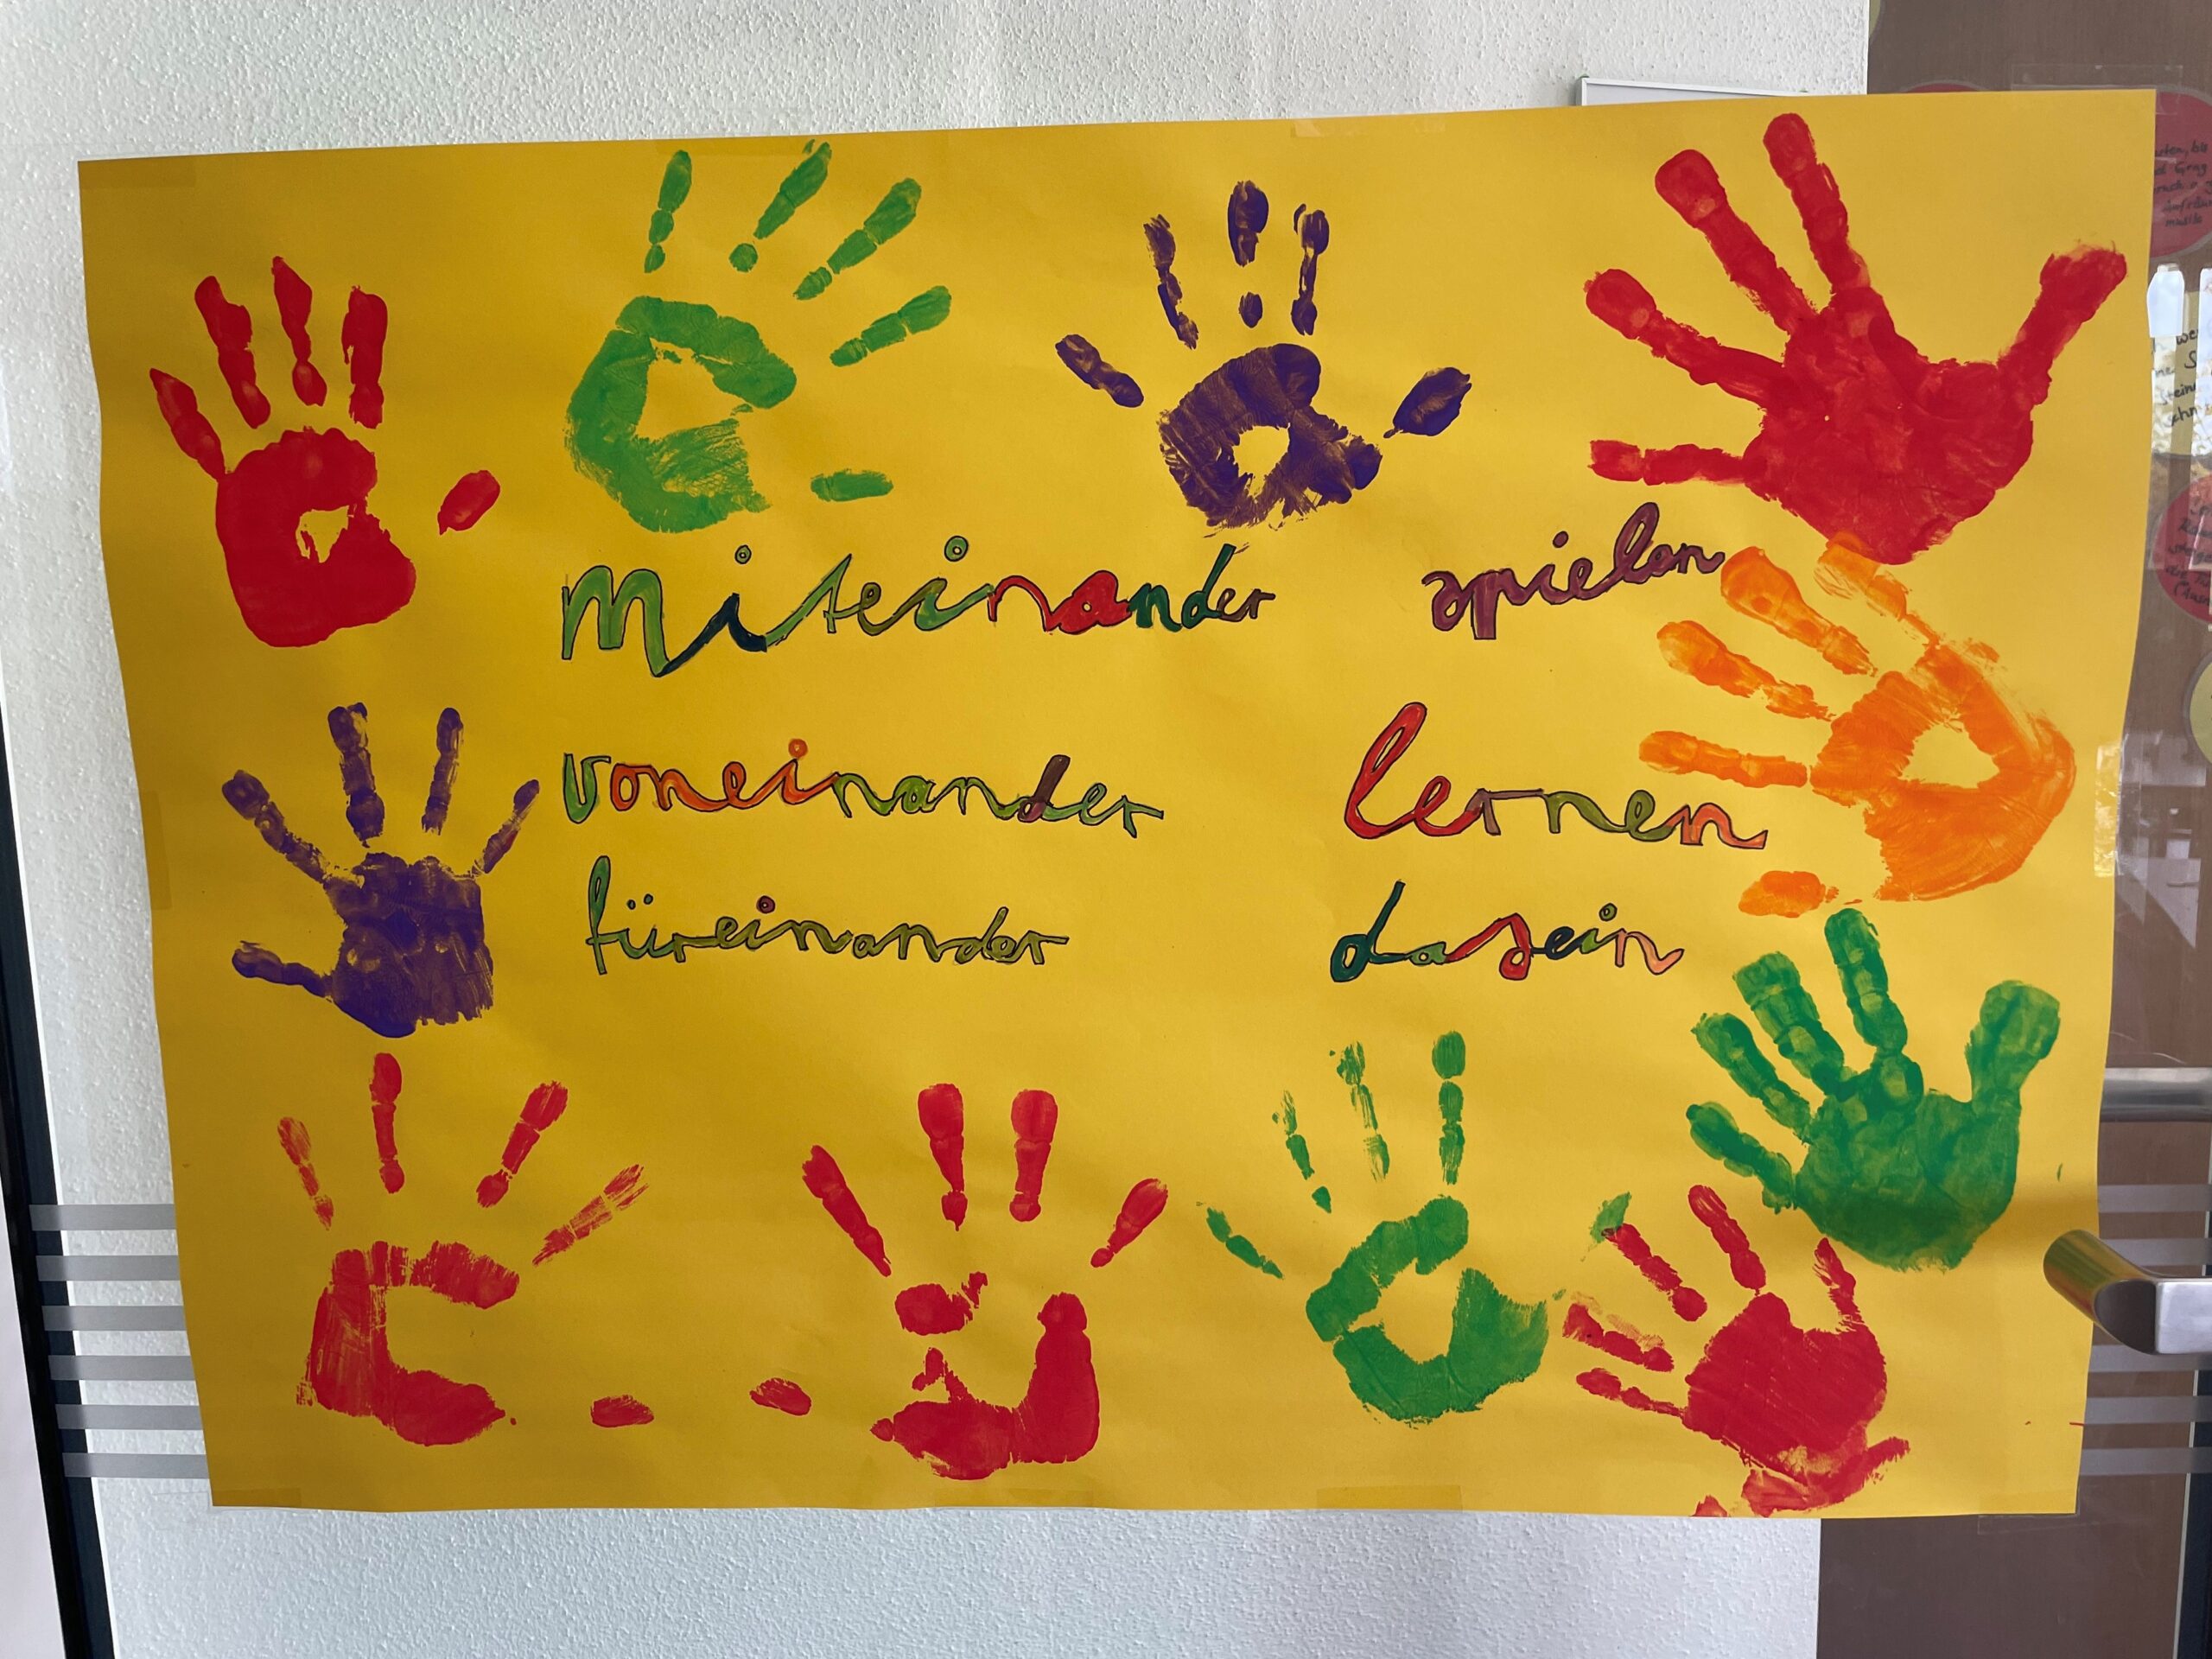 Miteinander spielen
voneinander lernen
füreinander dasein